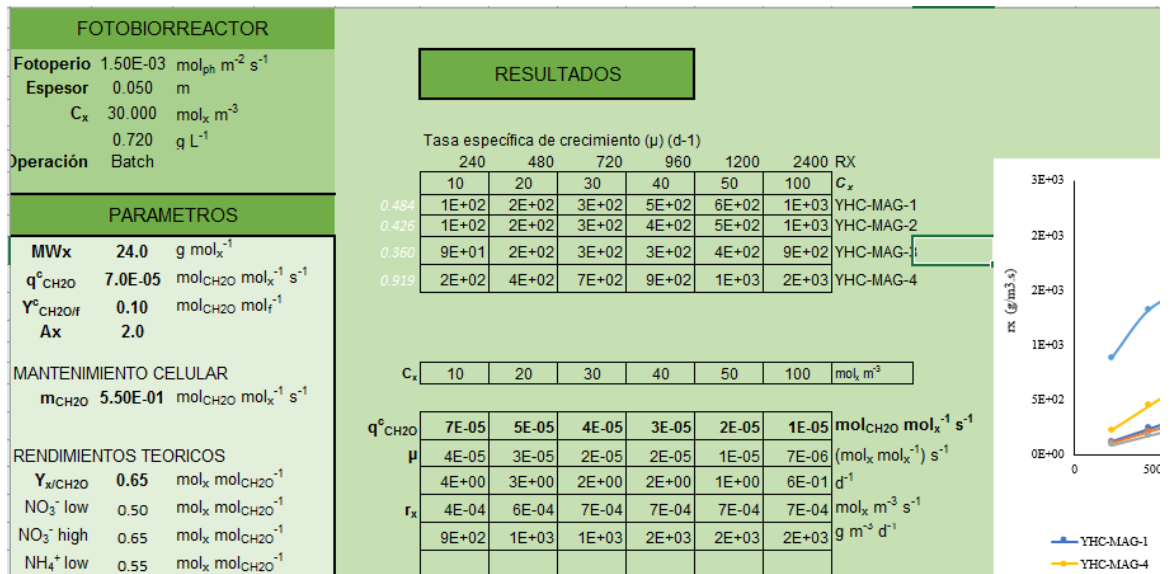 FOTOBIORREACTOR
Fotoperio 1.50E-03 molph m-2 s-1
Espesor 0.050 m
Cx 30.000 molx m-3
0.720 g L-1
Operación Batch
PARAMETROS
MWx 24.0 g molx-1
qcCH2O 7.0E-05 molCH2O molx-1 s-1
YcCH2O/f 0.10 molCH2O molf-1
Ax 2.0
MANTENIMIENTO CELULAR
mCH2O 5.50E-01 molCH2O molx-1 s-1
RENDIMIENTOS TEORICOS
Yx/CH2O 0.65 molx molCH2O-1
NO3- low 0.50 molx molCH2O-1
NO3- high 0.65 molx molCH2O-1
NH4+ low 0.55 molx molCH2O-1
RESULTADOS
Tasa específica de crecimiento (μ) (d-1)
240 480 720 960 1200 2400 RX
10 20 30 40 50 100 Cx
0.484 1E+02 2E+02 3E+02 5E+02 6E+02 1E+03 YHC-MAG-1
0.426 1E+02 2E+02 3E+02 4E+02 5E+02 1E+03 YHC-MAG-2
0.360 9E+01 2E+02 3E+02 3E+02 4E+02 9E+02 YHC-MAG-3
0.919 2E+02 4E+02 7E+02 9E+02 1E+03 2E+03 YHC-MAG-4
Cx 10 20 30 40 50 100 molx m-3
qcCH2O 7E-05 5E-05 4E-05 3E-05 2E-05 1E-05 molCH2O molx-1 s-1
μ 4E-05 3E-05 2E-05 2E-05 1E-05 7E-06 (molx molx-1) s-1
4E+00 3E+00 2E+00 2E+00 1E+00 6E-01 d-1
rx 4E-04 6E-04 7E-04 7E-04 7E-04 7E-04 molx m-3 s-1
9E+02 1E+03 1E+03 2E+03 2E+03 2E+03 g m-3 d-1
rx (g/m3.s)
3E+03
2E+03
2E+03
1E+03
5E+02
0E+00
0 500
YHC-MAG-1
YHC-MAG-4